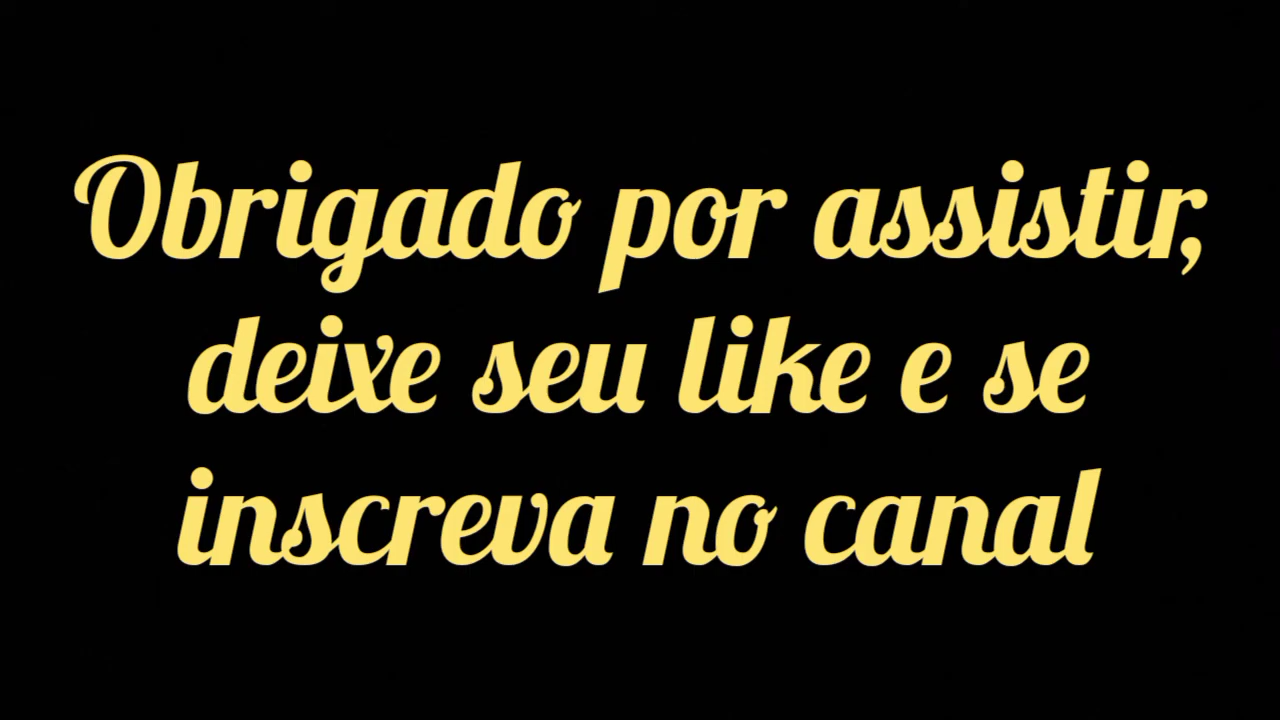 Obrigado por assistir,
deixe seu like e se
inscreva no canal